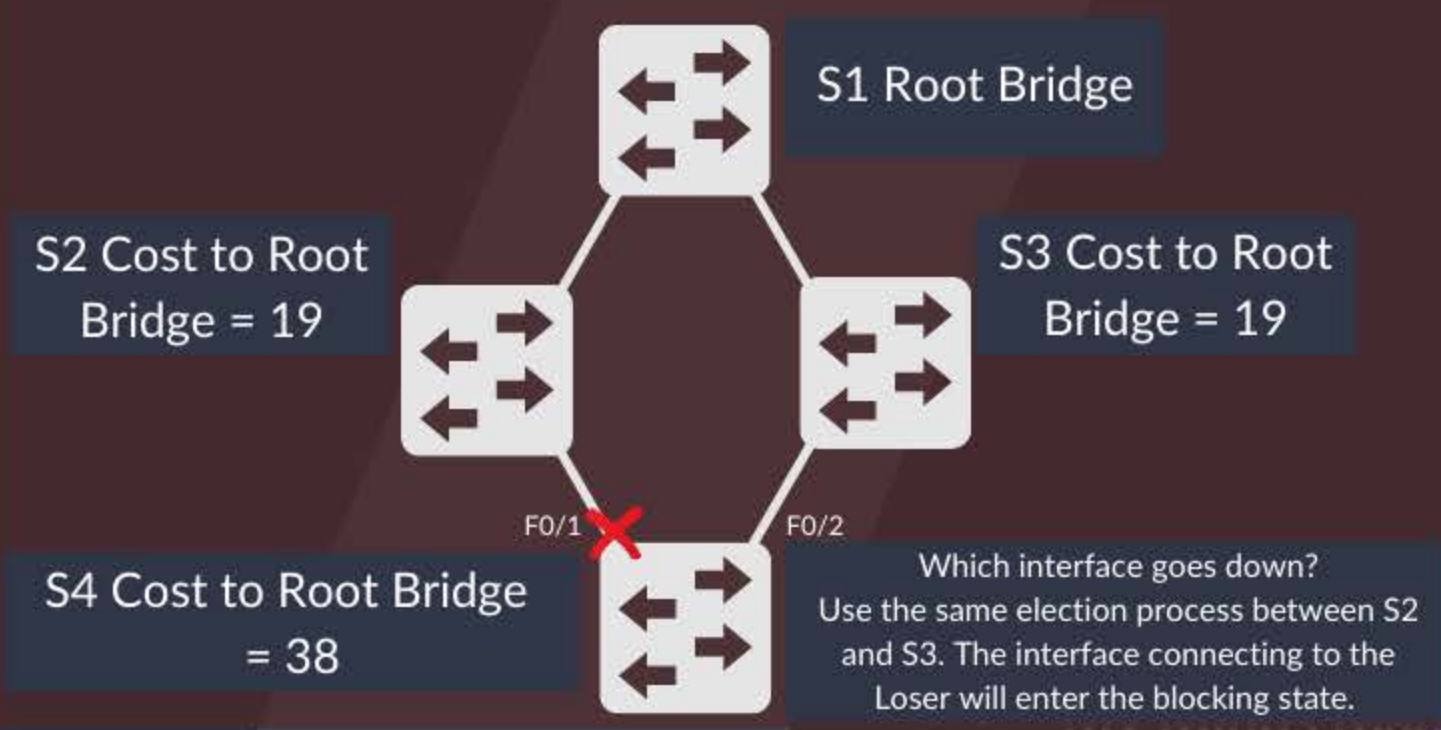 S1 Root Bridge
S2 Cost to Root
Bridge = 19
S3 Cost to Root
Bridge = 19
F0/1
F0/2
S4 Cost to Root Bridge
= 38
Which interface goes down?
Use the same election process between S2
and S3. The interface connecting to the
Loser will enter the blocking state.